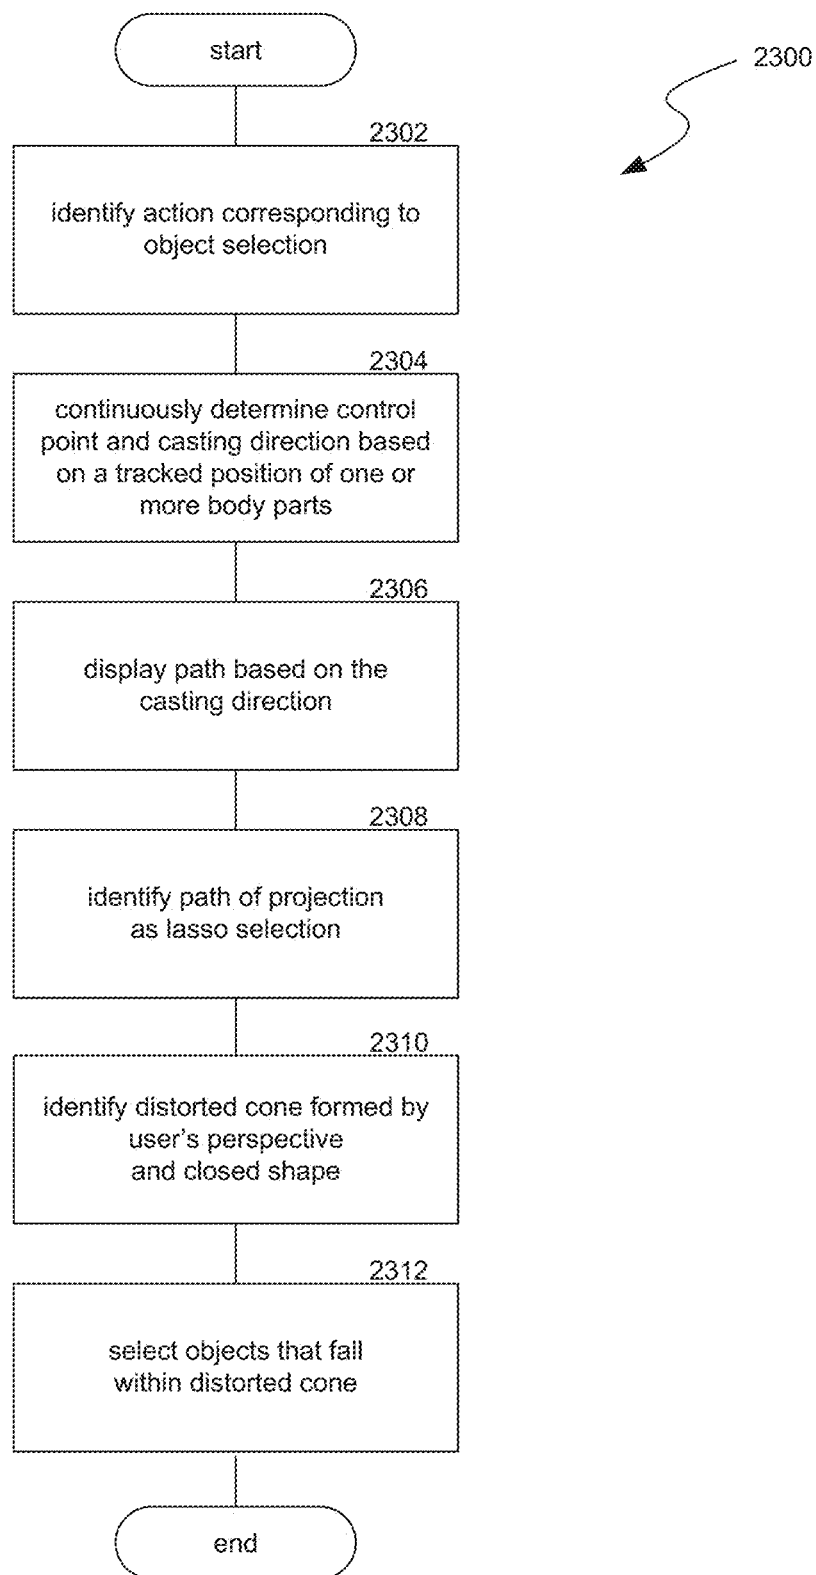 start
2300
2302
identify action corresponding to
object selection
2304
continuously determine control
point and casting direction based
on a tracked position of one or
more body parts
2306
display path based on the
casting direction
2308
identify path of projection
as lasso selection
2310
identify distorted cone formed by
user's perspective
and closed shape
2312
select objects that fall
within distorted cone
end